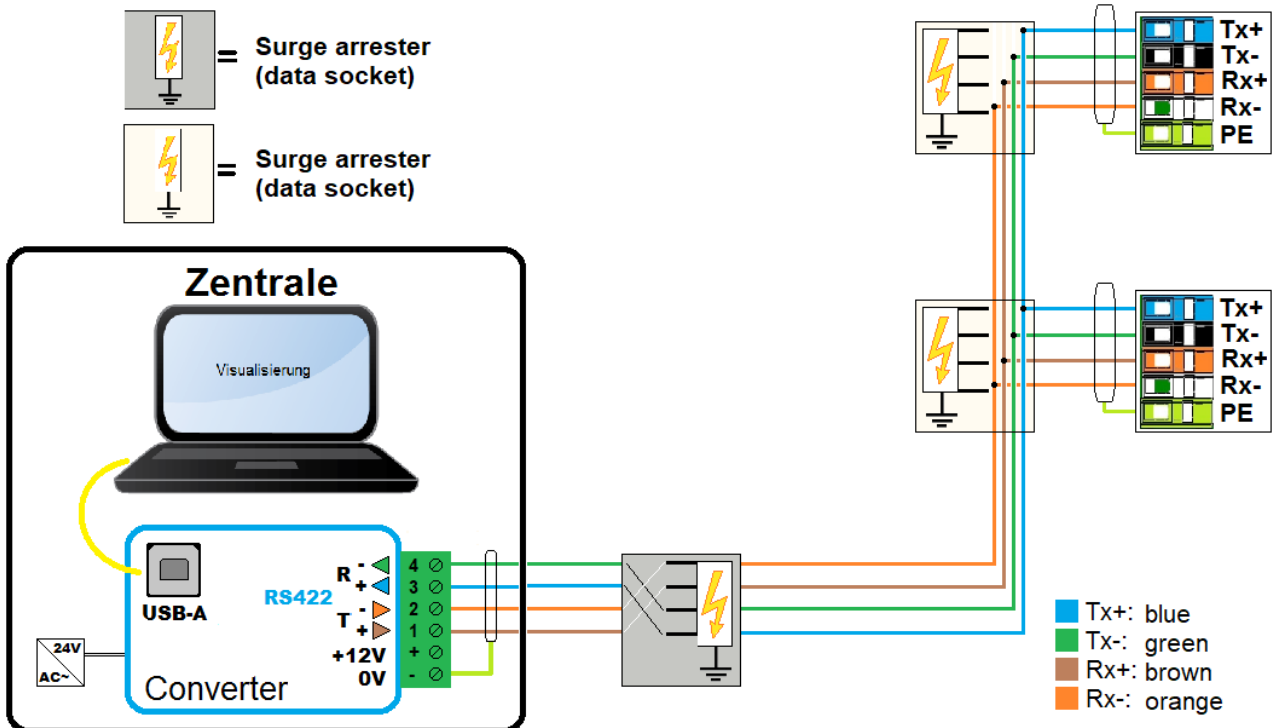 = Surge arrester
(data socket)
= Surge arrester
(data socket)
Tx+
Tx-
Rx+
Rx-
PE
Tx+
Tx-
Rx+
Rx-
PE
Zentrale
Visualisierung
USB-A
RS422
R - 4
+ 3
T - 2
+ 1
+12V +
0V -
24V
AC~
Converter
Tx+: blue
Tx-: green
Rx+: brown
Rx-: orange